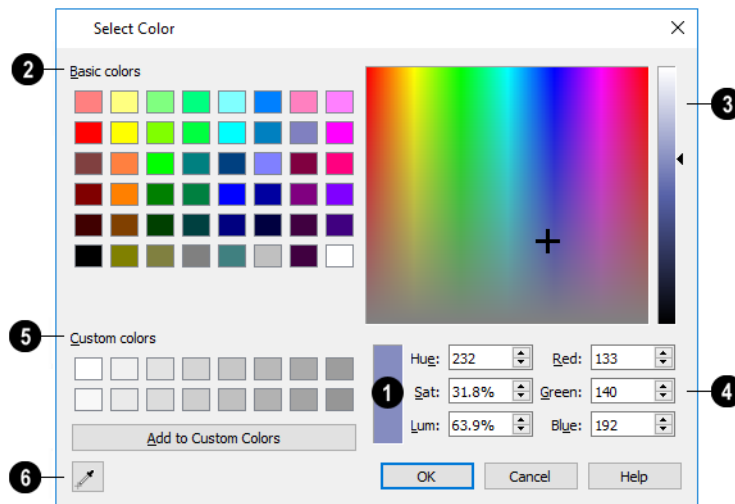 Select Color
2 Basic colors
3
5 Custom colors
Hue: 232 Red: 133
1 Sat: 31.8% Green: 140 4
Lum: 63.9% Blue: 192
Add to Custom Colors
6 OK Cancel Help